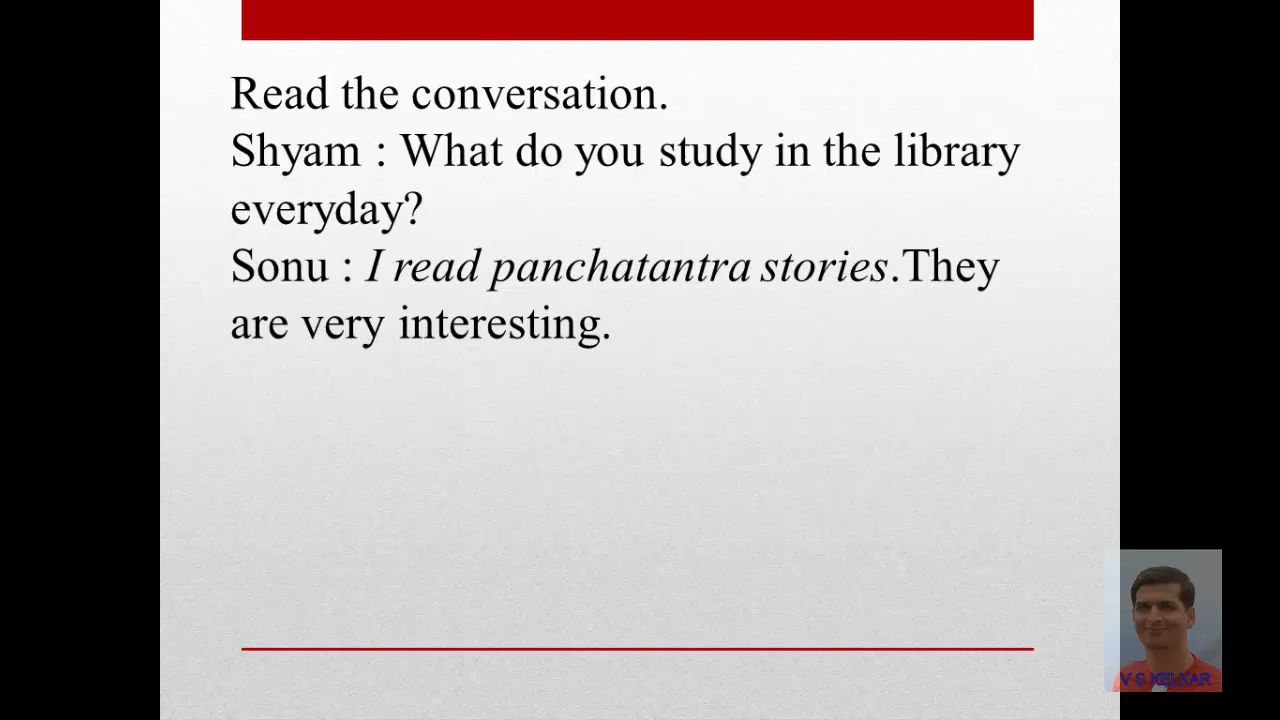 Read the conversation.
Shyam : What do you study in the library
everyday?
Sonu : I read panchatantra stories.They
are very interesting.
V S KELKAR